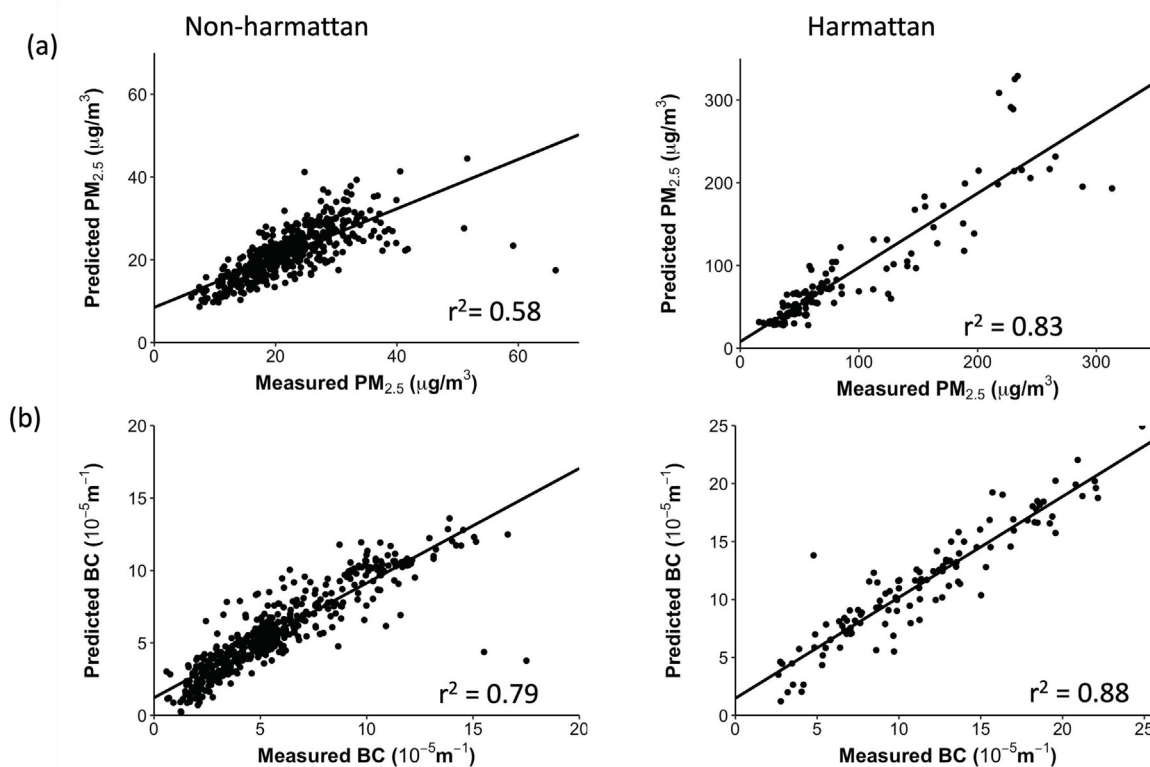 Non-harmattan
Harmattan
(a)
Predicted PM2.5 (μg/m³)
60
40
20
0
0 20 40 60
Measured PM2.5 (μg/m³)
r²= 0.58
Predicted PM2.5 (μg/m³)
300
200
100
0
0 100 200 300
Measured PM2.5 (μg/m³)
r² = 0.83
(b)
Predicted BC (10⁻⁵m⁻¹)
20
15
10
5
0
0 5 10 15 20
Measured BC (10⁻⁵m⁻¹)
r² = 0.79
Predicted BC (10⁻⁵m⁻¹)
25
20
15
10
5
0
0 5 10 15 20 25
Measured BC (10⁻⁵m⁻¹)
r² = 0.88